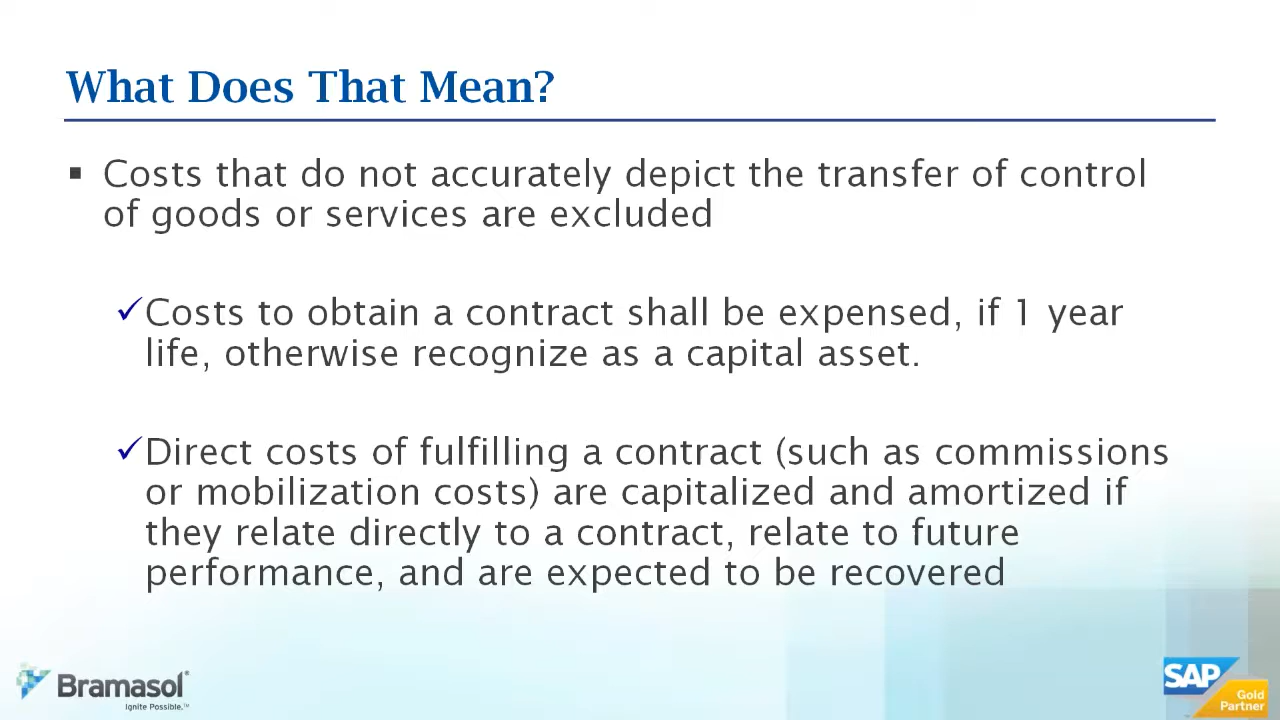 What Does That Mean?
▪ Costs that do not accurately depict the transfer of control
of goods or services are excluded
✓Costs to obtain a contract shall be expensed, if 1 year
life, otherwise recognize as a capital asset.
✓Direct costs of fulfilling a contract (such as commissions
or mobilization costs) are capitalized and amortized if
they relate directly to a contract, relate to future
performance, and are expected to be recovered
Bramasol®
Ignite Possible.™
SAP
Gold
Partner